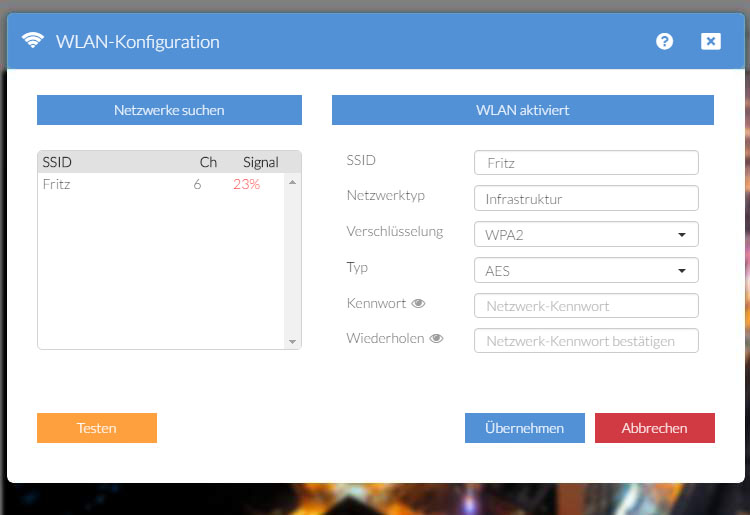 WLAN-Konfiguration
Netzwerke suchen
WLAN aktiviert
SSID Ch Signal
Fritz 6 23%
SSID Fritz
Netzwerktyp Infrastruktur
Verschlüsselung WPA2
Typ AES
Kennwort Netzwerk-Kennwort
Wiederholen Netzwerk-Kennwort bestätigen
Testen
Übernehmen
Abbrechen